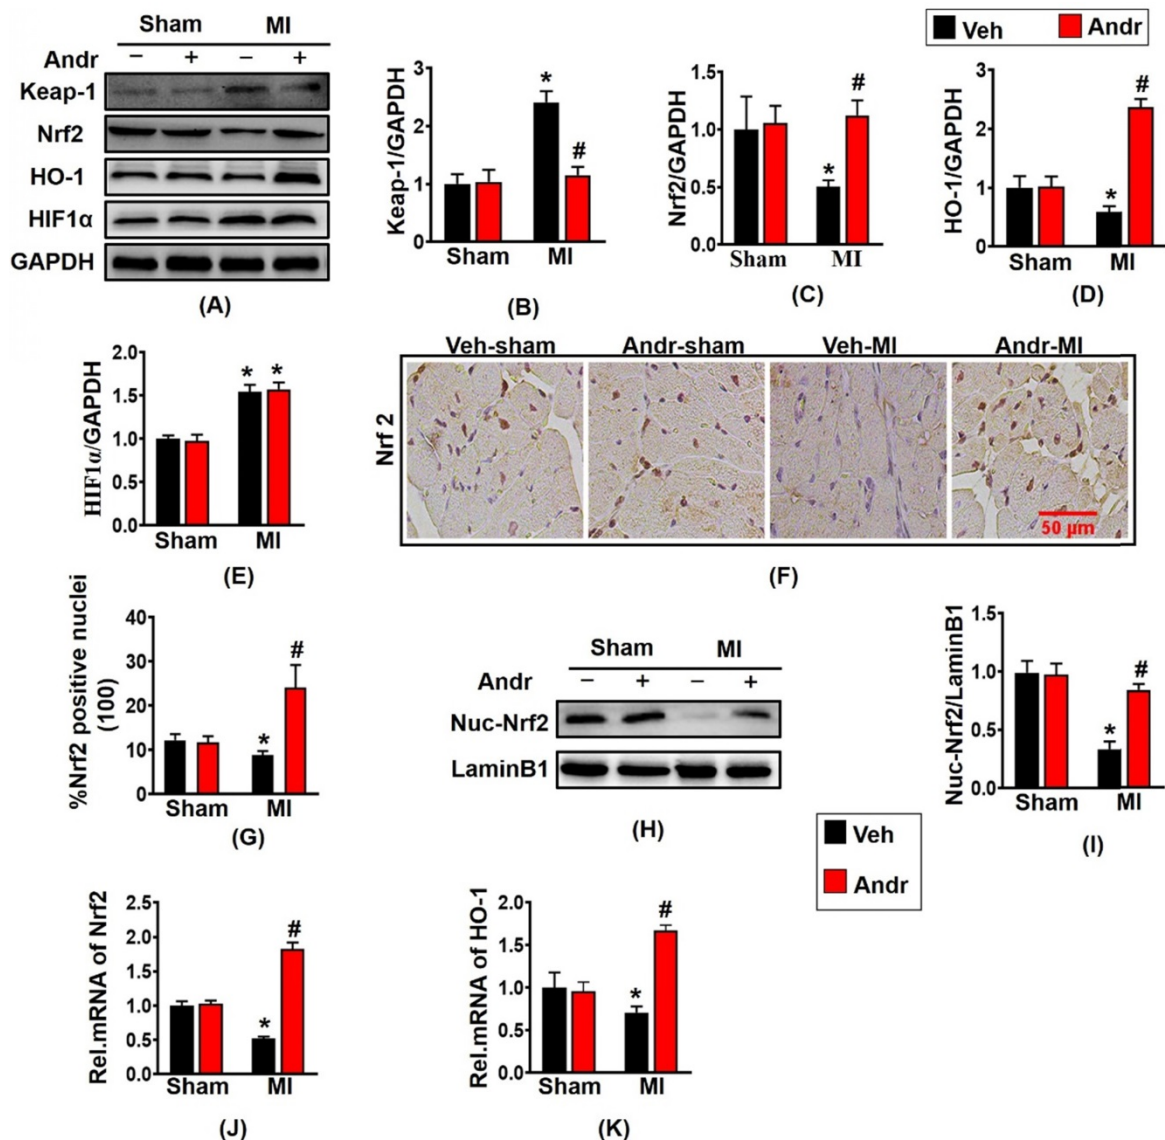 Sham MI
Andr − + − +
Keap-1
Nrf2
HO-1
HIF1α
GAPDH
(A)
Keap-1/GAPDH
3
2
1
0
*
#
Sham MI
(B)
Nrf2/GAPDH
1.5
1.0
0.5
0.0
*
#
Sham MI
(C)
Veh Andr
HO-1/GAPDH
3
2
1
0
*
#
Sham MI
(D)
HIF1α/GAPDH
2.0
1.5
1.0
0.5
0.0
* *
Sham MI
(E)
Veh-sham Andr-sham Veh-MI Andr-MI
Nrf 2
50 µm
(F)
%Nrf2 positive nuclei
(100)
40
30
20
10
0
*
#
Sham MI
(G)
Sham MI
Andr − + − +
Nuc-Nrf2
LaminB1
(H)
Nuc-Nrf2/LaminB1
1.5
1.0
0.5
0.0
*
#
Sham MI
(I)
Veh
Andr
Rel.mRNA of Nrf2
2.5
2.0
1.5
1.0
0.5
0.0
*
#
Sham MI
(J)
Rel.mRNA of HO-1
2.0
1.5
1.0
0.5
0.0
*
#
Sham MI
(K)